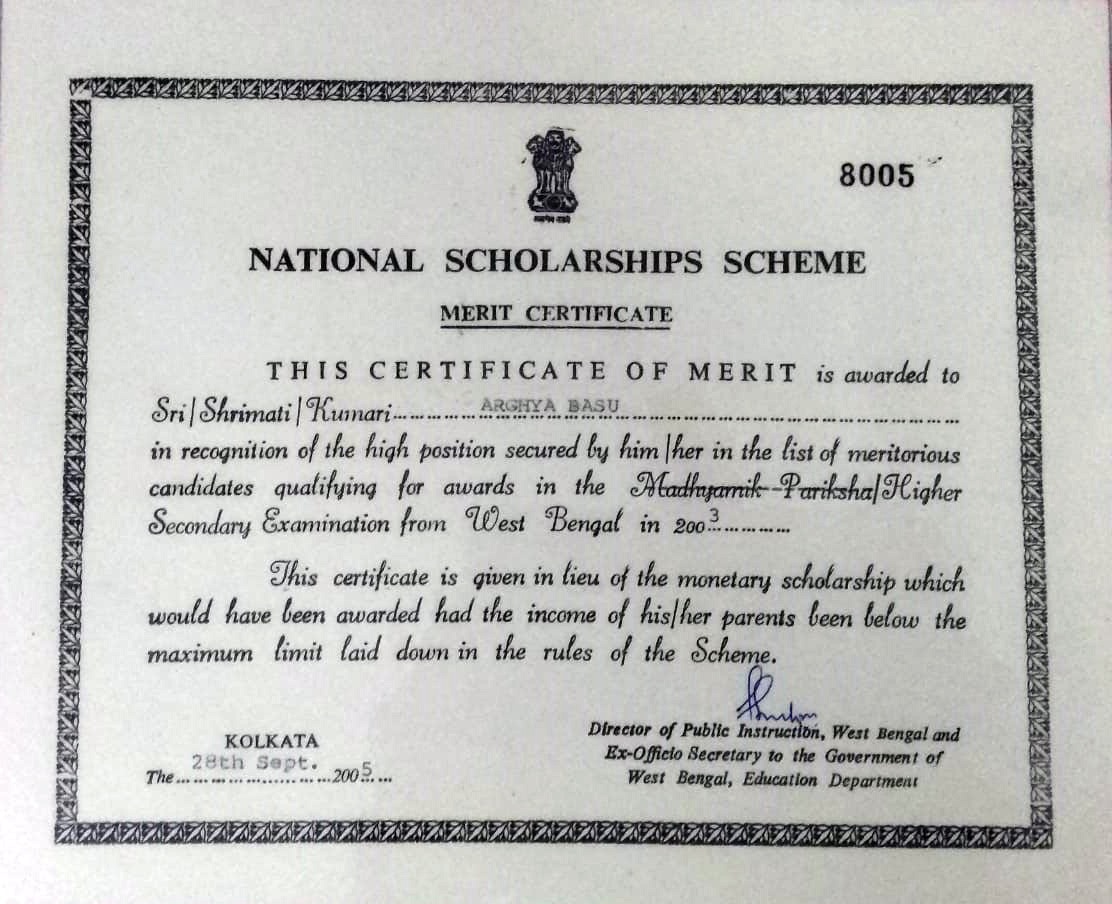 8005
NATIONAL SCHOLARSHIPS SCHEME
MERIT CERTIFICATE
THIS CERTIFICATE OF MERIT is awarded to
Sri/Shrimati/Kumari.................ARGHYA BASU..................................................
in recognition of the high position secured by him/her in the list of meritorious
candidates qualifying for awards in the Madhyamik Pariksha/Higher
Secondary Examination from West Bengal in 2003............
This certificate is given in lieu of the monetary scholarship which
would have been awarded had the income of his/her parents been below the
maximum limit laid down in the rules of the Scheme.
KOLKATA
The 28th Sept. 2005....
Director of Public Instruction, West Bengal and
Ex-Officio Secretary to the Government of
West Bengal, Education Department